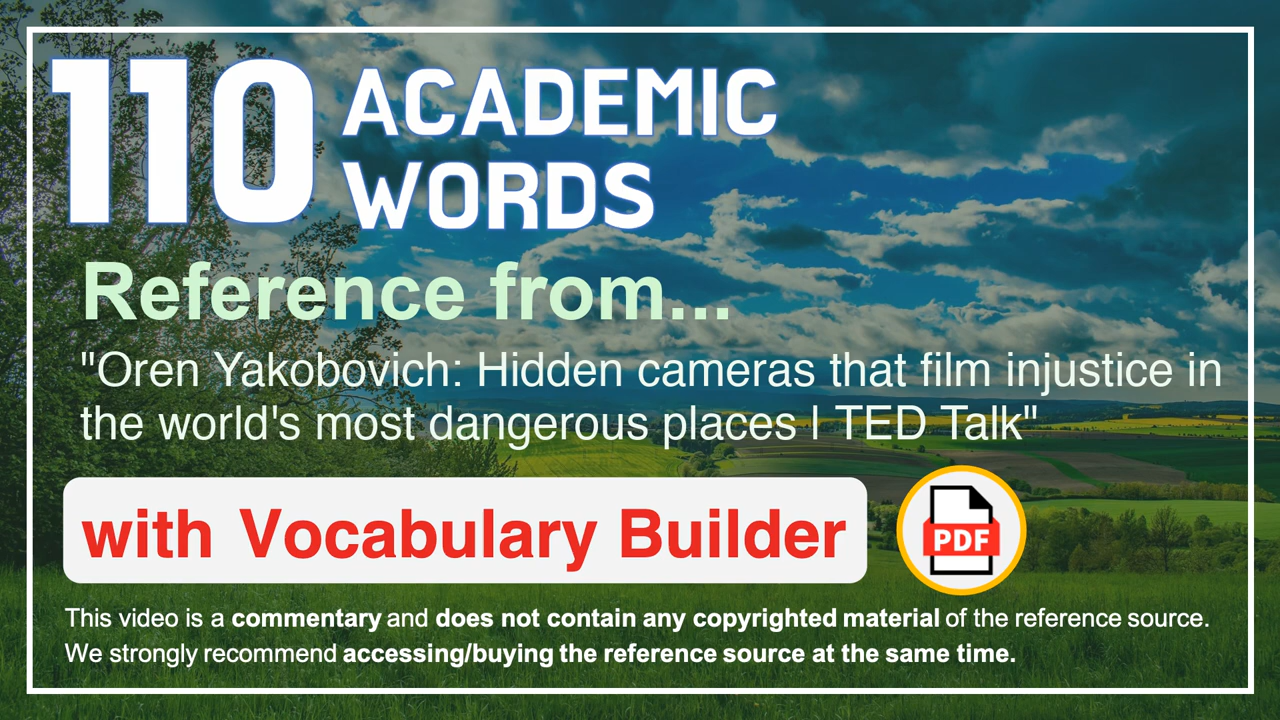 110 ACADEMIC
WORDS
Reference from...
"Oren Yakobovich: Hidden cameras that film injustice in
the world's most dangerous places | TED Talk"
with Vocabulary Builder
PDF
This video is a commentary and does not contain any copyrighted material of the reference source.
We strongly recommend accessing/buying the reference source at the same time.